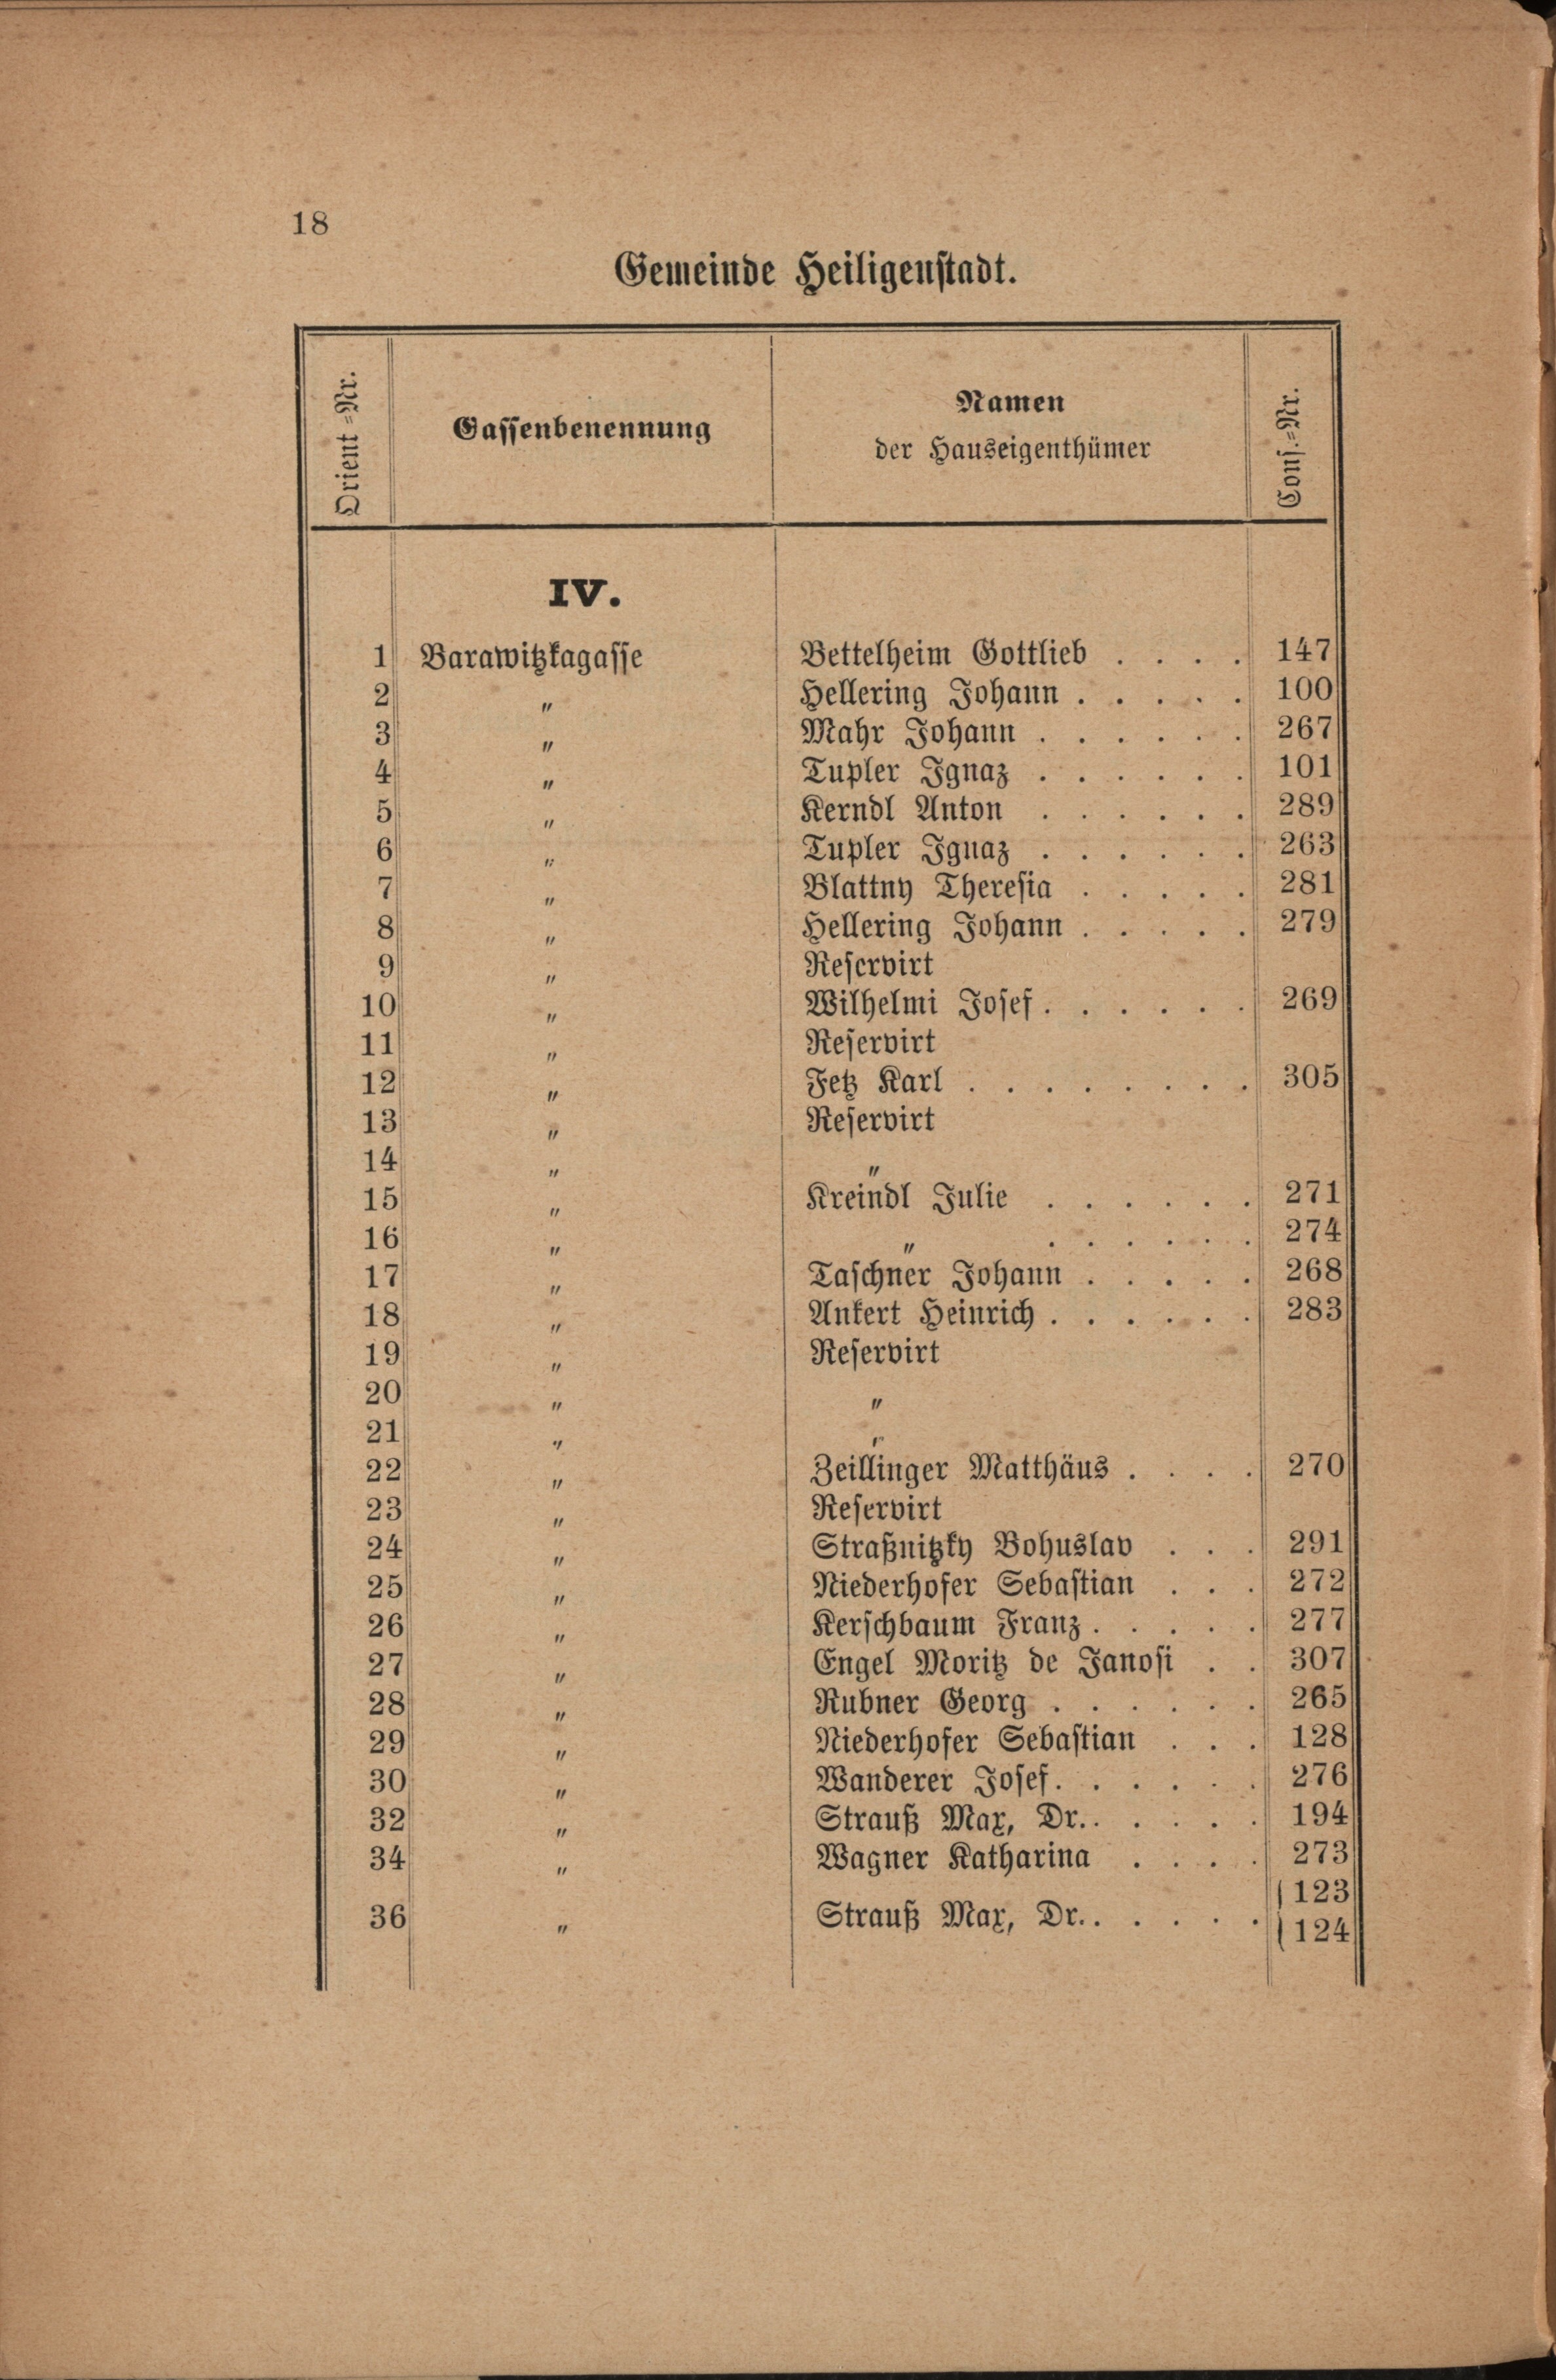 18
Gemeinde Heiligenstadt.
Orient-Nr. Gassenbenennung Namen der Hauseigenthümer Cons.-Nr.
IV.
1 Barawitzkagasse Bettelheim Gottlieb . . . . 147
2 " Hellering Johann . . . . . 100
3 " Mahr Johann . . . . . . 267
4 " Tupler Ignaz . . . . . . 101
5 " Kerndl Anton . . . . . . 289
6 " Tupler Ignaz . . . . . . 263
7 " Blattny Theresia . . . . . 281
8 " Hellering Johann . . . . . 279
9 " Reservirt
10 " Wilhelmi Josef . . . . . . 269
11 " Reservirt
12 " Fetz Karl . . . . . . . . 305
13 " Reservirt
14 " "
15 " Kreindl Julie . . . . . . 271
16 " " . . . . . . 274
17 " Taschner Johann . . . . . 268
18 " Ankert Heinrich . . . . . . 283
19 " Reservirt
20 " "
21 " "
22 " Zeillinger Matthäus . . . . 270
23 " Reservirt
24 " Straßnitzky Bohuslav . . . 291
25 " Niederhofer Sebastian . . . 272
26 " Kerschbaum Franz . . . . . 277
27 " Engel Moritz de Janosi . . 307
28 " Rubner Georg . . . . . . 265
29 " Niederhofer Sebastian . . . 128
30 " Wanderer Josef. . . . . . 276
32 " Strauß Max, Dr. . . . . . 194
34 " Wagner Katharina . . . . 273
36 " Strauß Max, Dr. . . . . . { 123
124